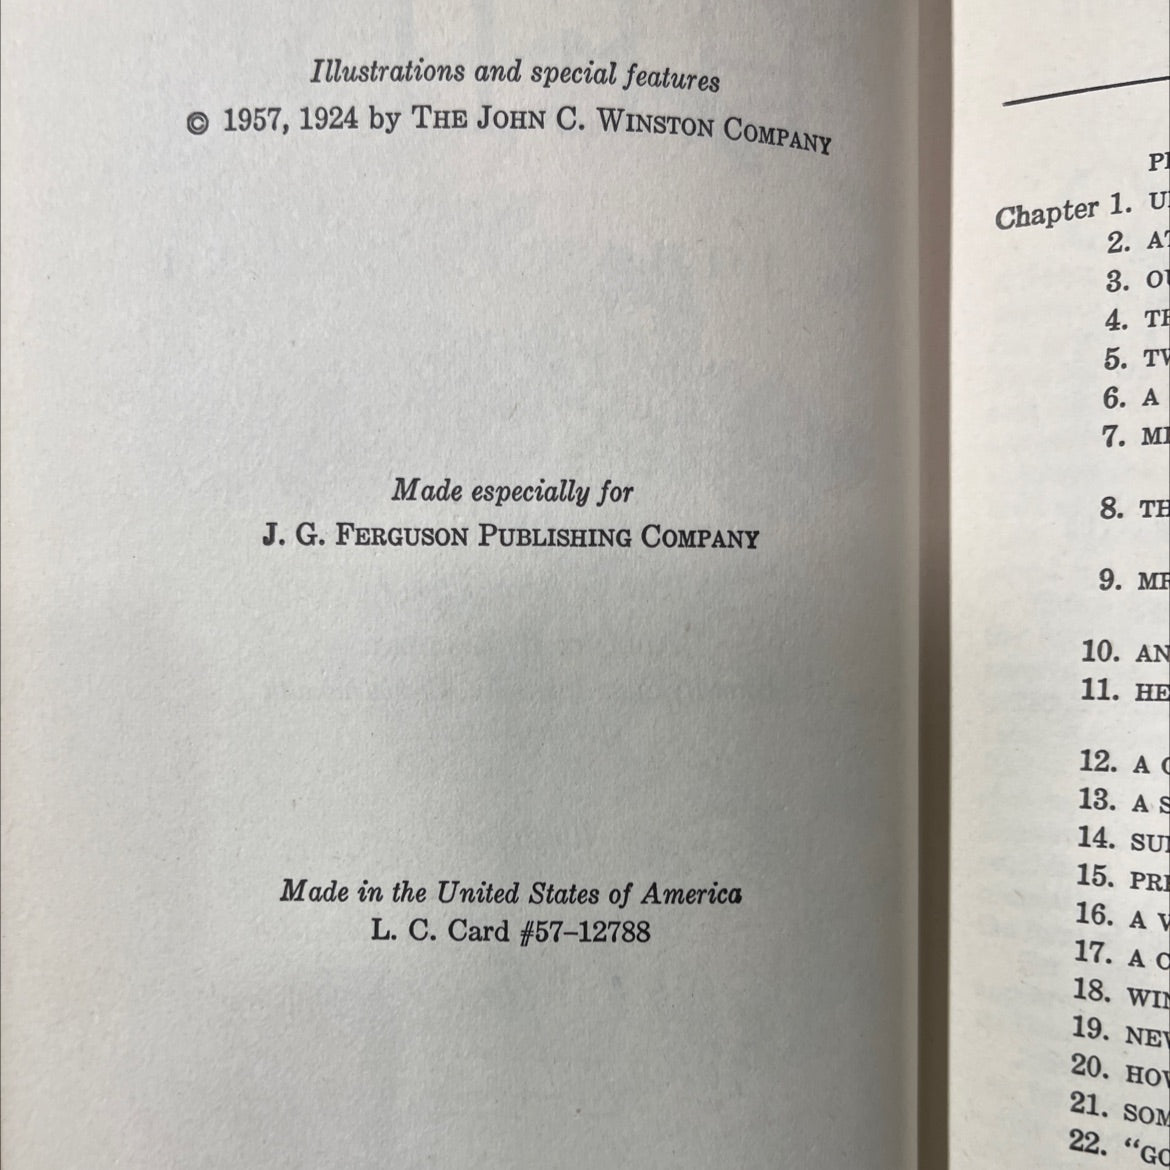 Illustrations and special features
© 1957, 1924 by THE JOHN C. WINSTON COMPANY
Made especially for
J. G. FERGUSON PUBLISHING COMPANY
Made in the United States of America
L. C. Card #57–12788
Chapter 1.
2.
3.
4.
5.
6. A
7.
8.
9.
10.
11.
12. A
13. A
14.
15.
16. A
17. A
18.
19.
20.
21.
22.